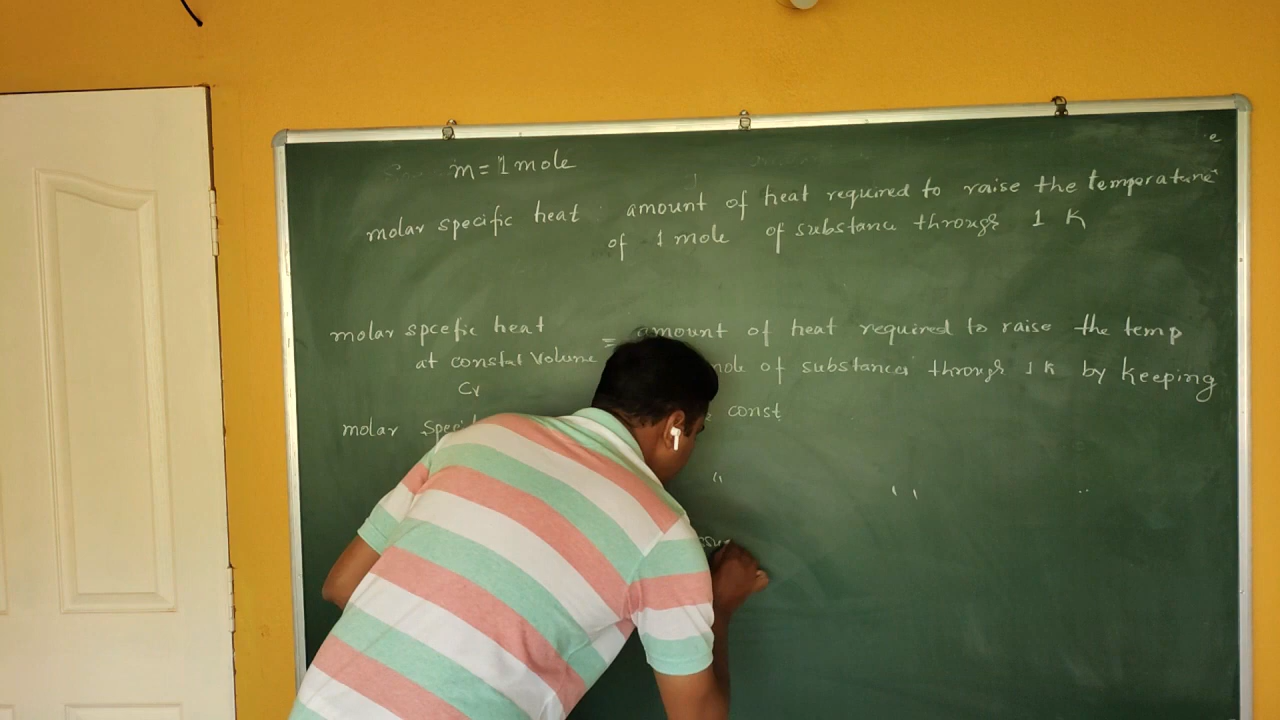 m = 1 mole
molar specific heat : amount of heat required to raise the temperature
of 1 mole of substance through 1 K
molar spcefic heat = amount of heat required to raise the temp
at constat volume mole of substances through 1 K by keeping
Cv const
molar
" " "